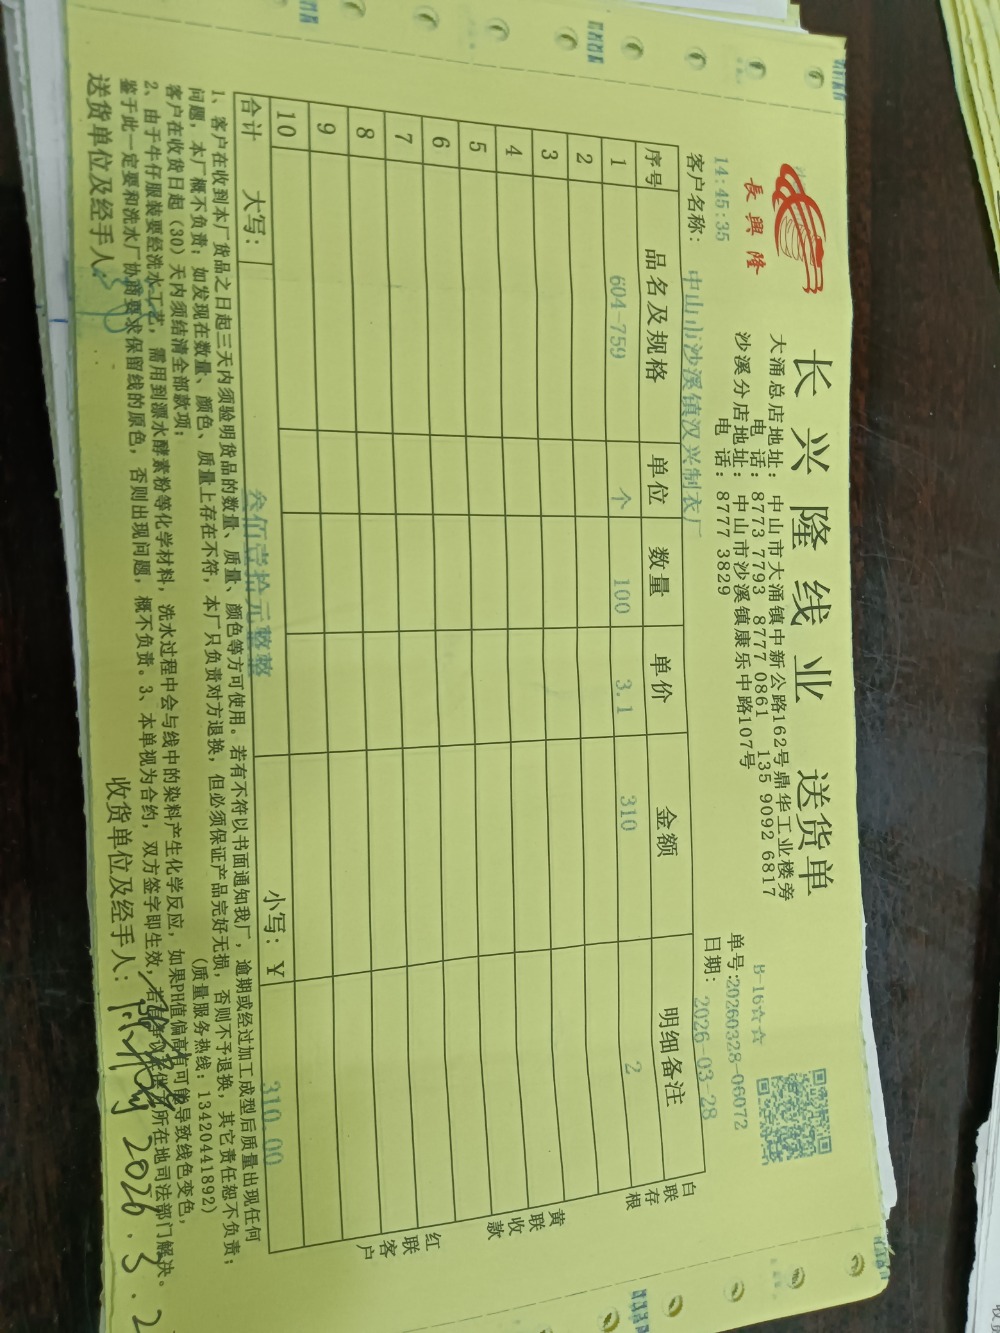 長興隆
长兴隆线业 送货单
大涌总店地址: 中山市大涌镇中新公路162号鼎华工业楼旁
电 话: 8773 7793 8777 0861 135 9092 6817
沙溪分店地址: 中山市沙溪镇康乐中路107号
电 话: 8777 3829
B-16☆☆
单号:20260328-06072
14:45:35
日期: 2026-03-28
客户名称: 中山市沙溪镇汉兴制衣厂
序号 品名及规格 单位 数量 单价 金额 明细备注
1 604-759 个 100 3.1 310 2
2
3
4
5
6
7
8
9
10
合计 大写: 叁佰壹拾元整整 小写: ¥ 310.00
白联存根
黄联收款
红联客户
1、客户在收到本厂货品之日起三天内须验明货品的数量、质量、颜色等方可使用。若有不符以书面通知我厂,逾期或经过加工成型后质量出现任何
问题,本厂概不负责;如发现在数量、颜色、质量上存在不符,本厂只负责对方退换,但必须保证产品完好无损,否则不予退换,其它责任恕不负责;
客户在收货日起(30)天内须结清全部款项; (质量服务热线:13420441892)
2、由于牛仔服装要经洗水工艺,需用到漂水酵素粉等化学材料,洗水过程中会与线中的染料产生化学反应,如果PH值偏高有可能导致线色变色,
鉴于此一定要和洗水厂协商要求保留线的原色,否则出现问题,概不负责。3、本单视为合约,双方签字即生效,若 所在地司法部门解决。
送货单位及经手人: 收货单位及经手人: 2026.3.2